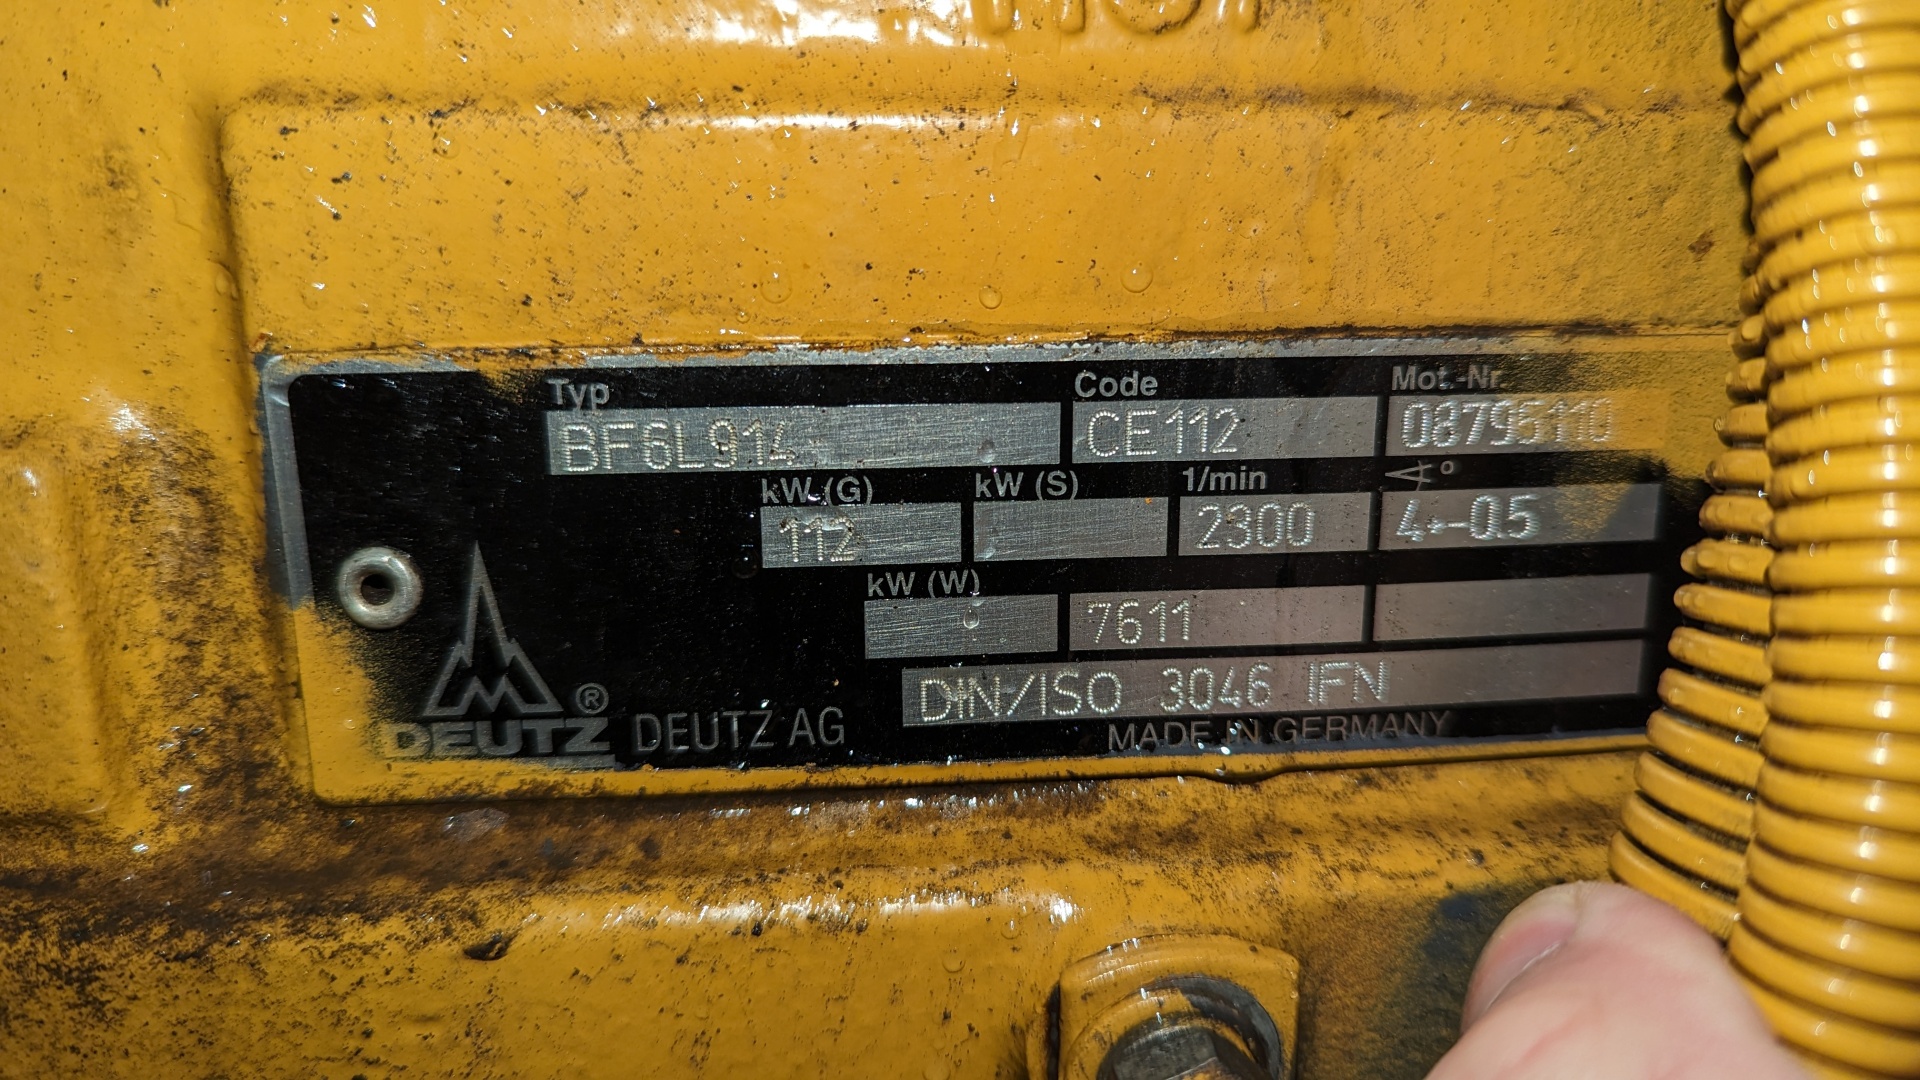 Typ Code Mot.-Nr.
BF6L914 CE112 08795110
kW (G) kW (S) 1/min ∢°
112 2300 4+-0.5
kW (W)
7611
DIN/ISO 3046 IFN
DEUTZ ® DEUTZ AG MADE IN GERMANY